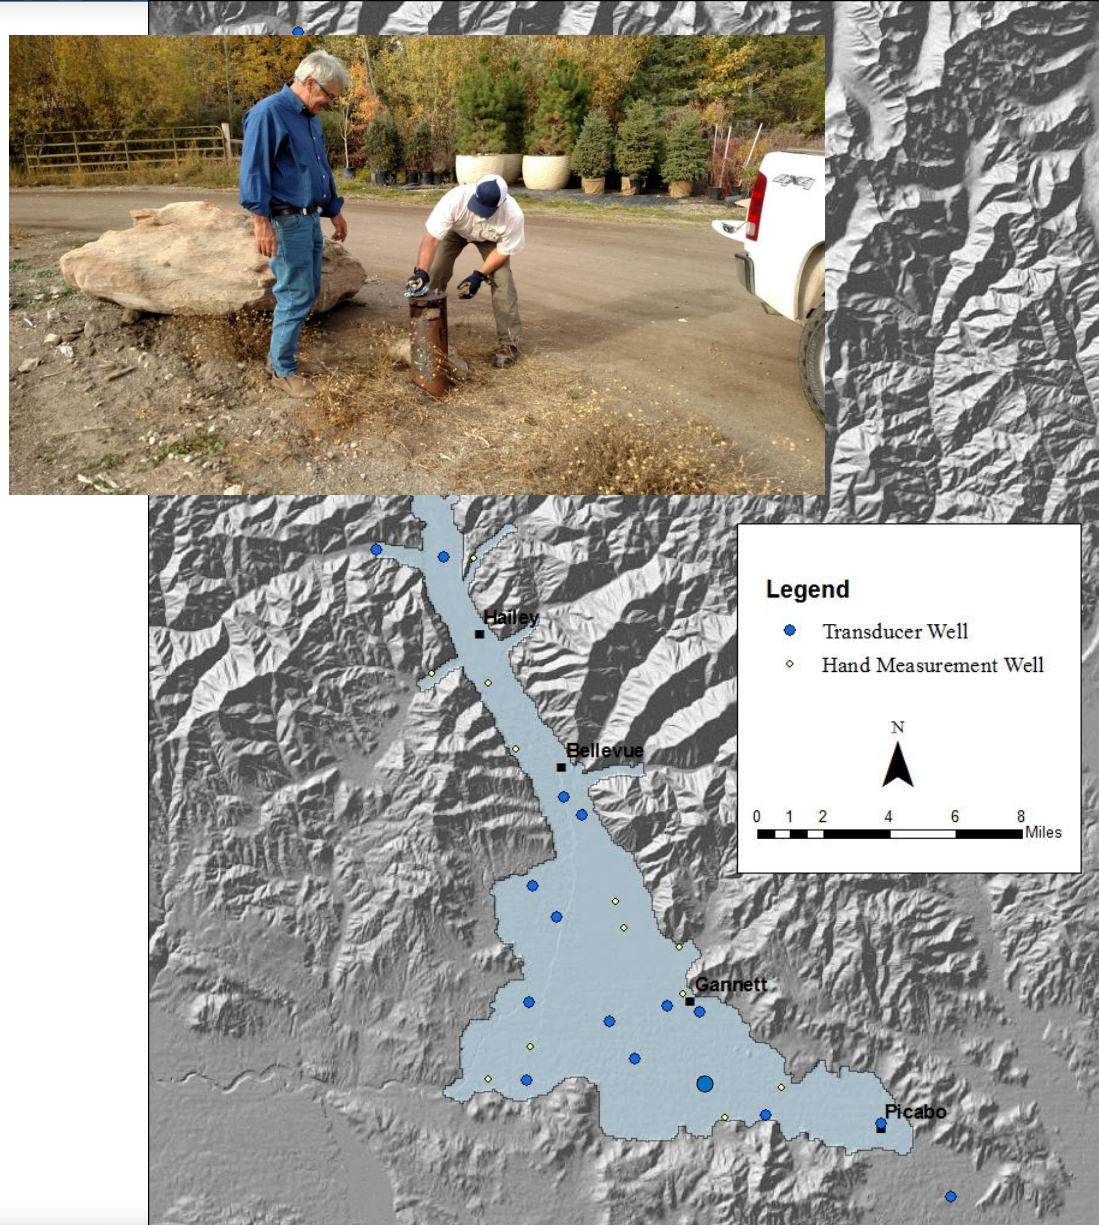 4X4
Hailey
Bellevue
Gannett
Picabo
Legend
Transducer Well
Hand Measurement Well
N
0 1 2 4 6 8
Miles